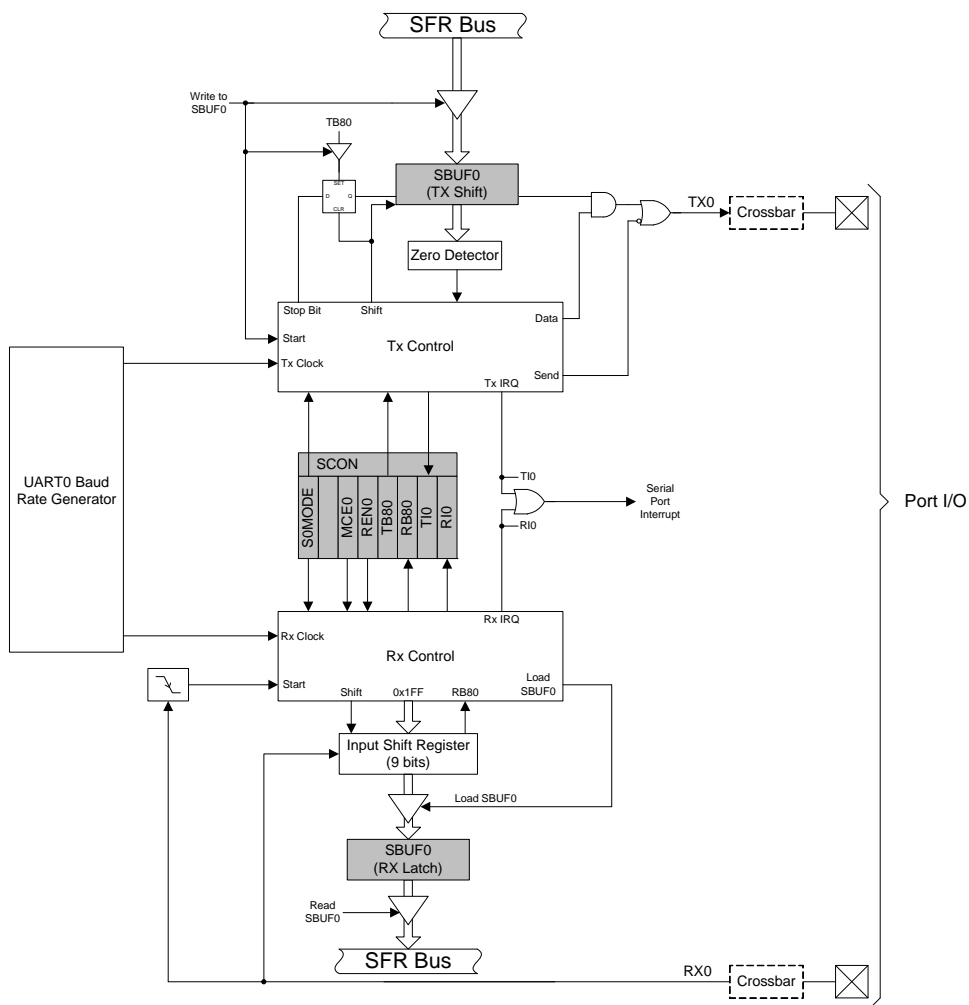 SFR Bus
Write to
SBUF0
TB80
SBUF0
(TX Shift)
SET
D
Q
CLR
TX0
Crossbar
Zero Detector
Stop Bit
Shift
Data
Start
Tx Control
Tx Clock
Send
Tx IRQ
UART0 Baud
Rate Generator
SCON
S0MODE
MCE0
REN0
TB80
RB80
TI0
RI0
TI0
Serial
Port
Interrupt
RI0
Port I/O
Rx IRQ
Rx Clock
Rx Control
Start
Load
SBUF0
Shift
0x1FF
RB80
Input Shift Register
(9 bits)
Load SBUF0
SBUF0
(RX Latch)
Read
SBUF0
SFR Bus
RX0
Crossbar